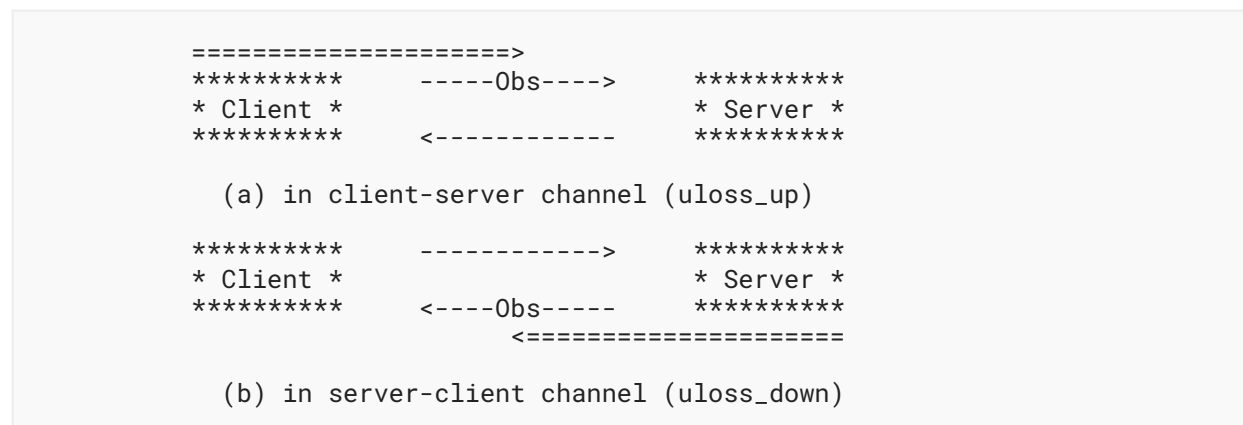 =====================>
**********     -----Obs---->     **********
* Client *                       * Server *
**********     <------------     **********
(a) in client-server channel (uloss_up)
**********     ------------>     **********
* Client *                       * Server *
**********     <----Obs-----     **********
<=====================
(b) in server-client channel (uloss_down)